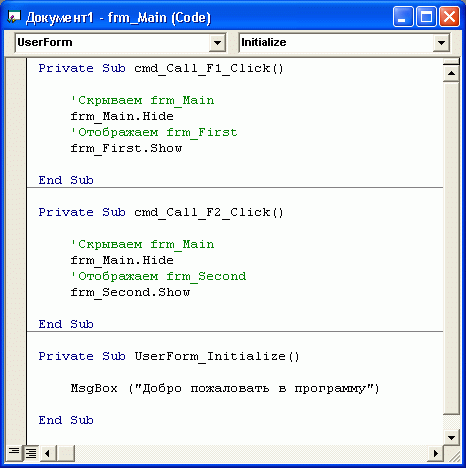 Документ1 - frm_Main (Code)
UserForm Initialize
Private Sub cmd_Call_F1_Click()
'Скрываем frm_Main
frm_Main.Hide
'Отображаем frm_First
frm_First.Show
End Sub
Private Sub cmd_Call_F2_Click()
'Скрываем frm_Main
frm_Main.Hide
'Отображаем frm_Second
frm_Second.Show
End Sub
Private Sub UserForm_Initialize()
MsgBox ("Добро пожаловать в программу")
End Sub